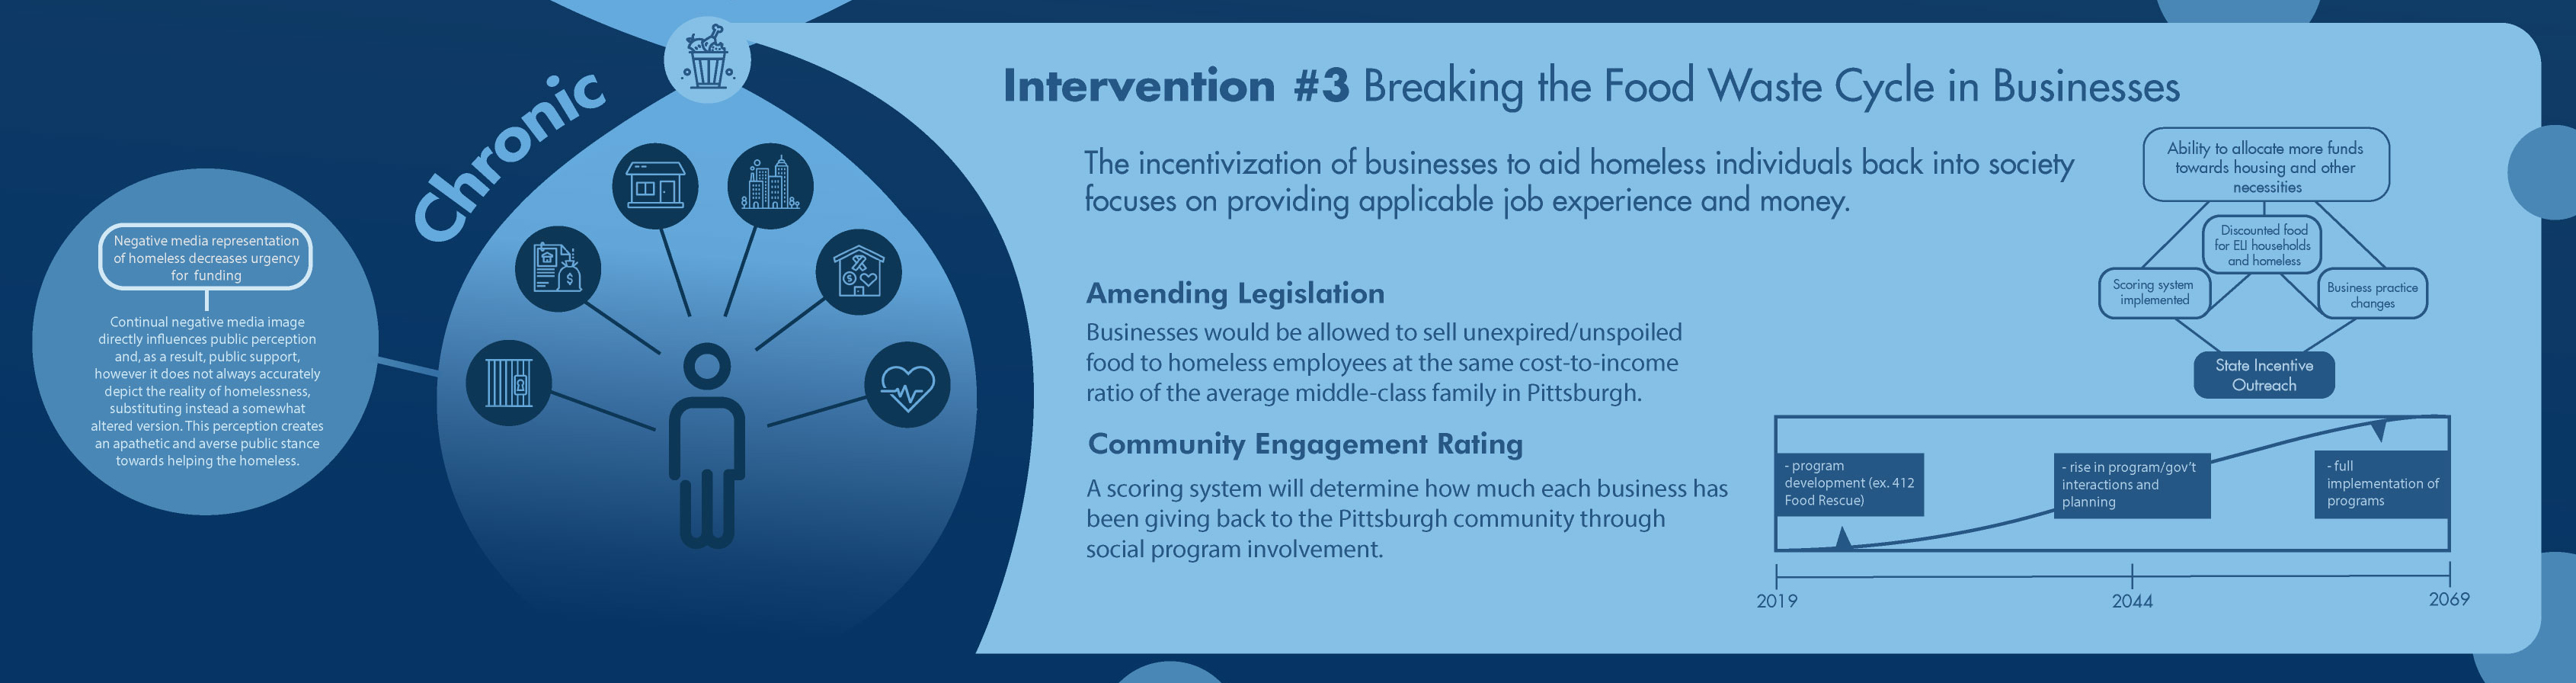 Chronic
Negative media representation
of homeless decreases urgency
for funding
Continual negative media image
directly influences public perception
and, as a result, public support,
however it does not always accurately
depict the reality of homelessness,
substituting instead a somewhat
altered version. This perception creates
an apathetic and averse public stance
towards helping the homeless.
$
$
Intervention #3 Breaking the Food Waste Cycle in Businesses
The incentivization of businesses to aid homeless individuals back into society
focuses on providing applicable job experience and money.
Amending Legislation
Businesses would be allowed to sell unexpired/unspoiled
food to homeless employees at the same cost-to-income
ratio of the average middle-class family in Pittsburgh.
Community Engagement Rating
A scoring system will determine how much each business has
been giving back to the Pittsburgh community through
social program involvement.
Ability to allocate more funds
towards housing and other
necessities
Discounted food
for ELI households
and homeless
Scoring system
implemented
Business practice
changes
State Incentive
Outreach
- program
development (ex. 412
Food Rescue)
- rise in program/gov't
interactions and
planning
- full
implementation of
programs
2019
2044
2069